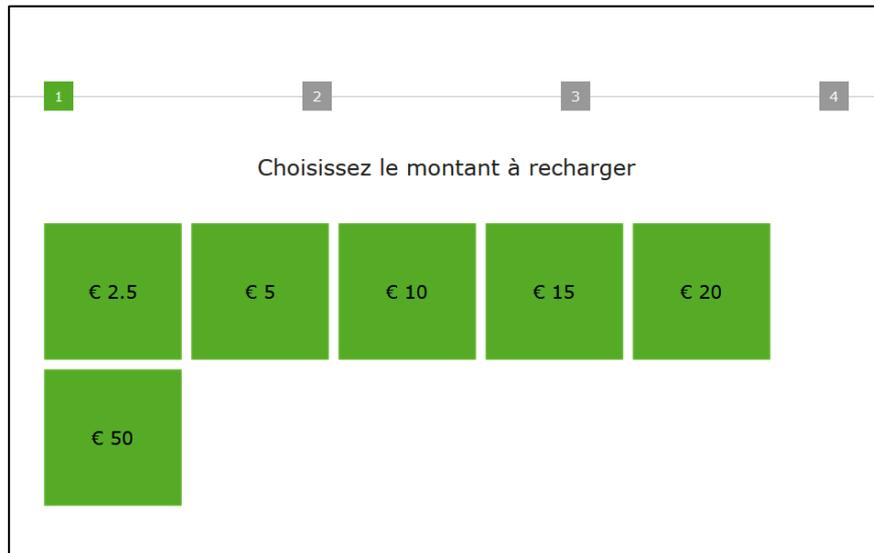 1 2 3 4
Choisissez le montant à recharger
€ 2.5 € 5 € 10 € 15 € 20
€ 50